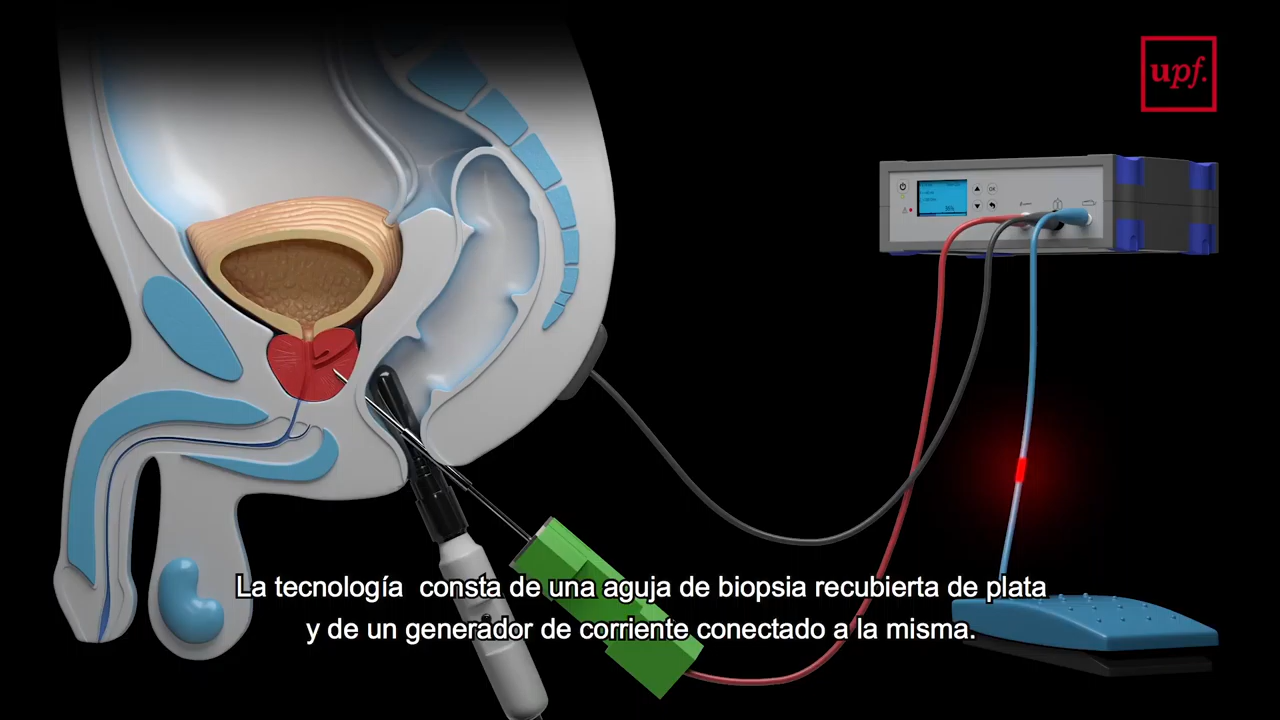 upf.
OK
La tecnología  consta de una aguja de biopsia recubierta de plata
y de un generador de corriente conectado a la misma.